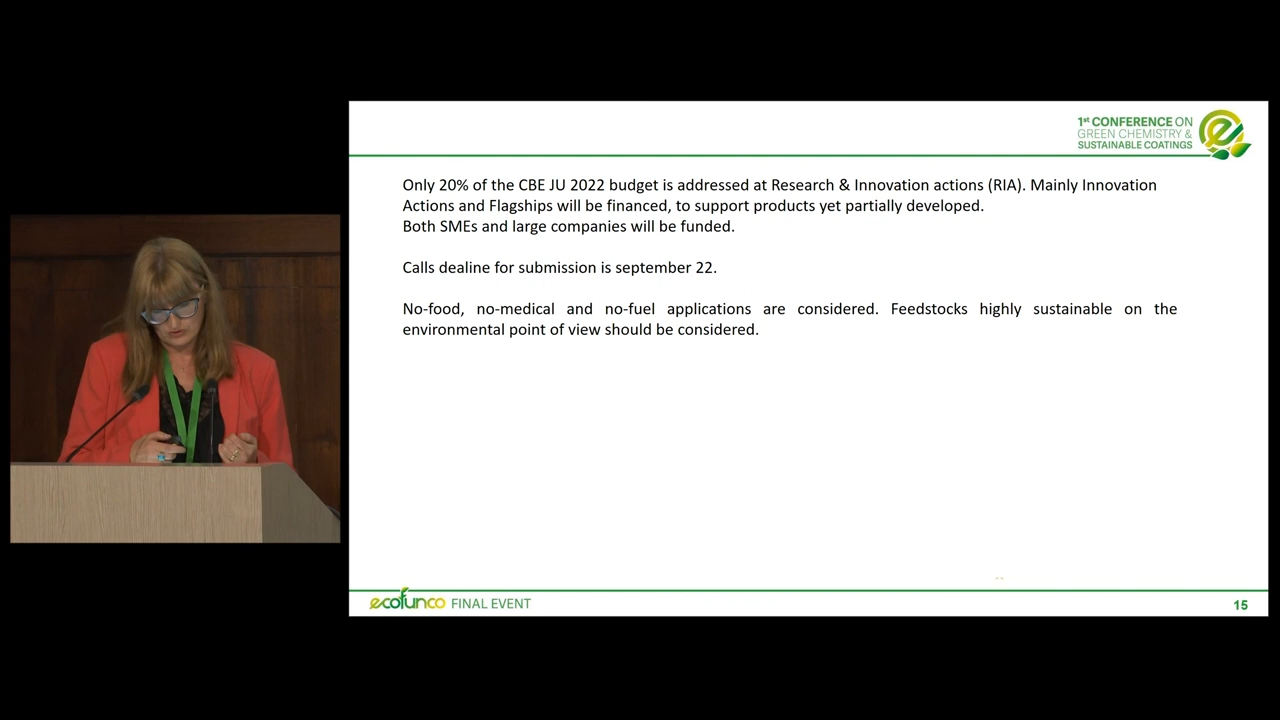 1st CONFERENCE ON
GREEN CHEMISTRY &
SUSTAINABLE COATINGS
Only 20% of the CBE JU 2022 budget is addressed at Research & Innovation actions (RIA). Mainly Innovation
Actions and Flagships will be financed, to support products yet partially developed.
Both SMEs and large companies will be funded.
Calls dealine for submission is september 22.
No-food, no-medical and no-fuel applications are considered. Feedstocks highly sustainable on the
environmental point of view should be considered.
ecofunco FINAL EVENT
15